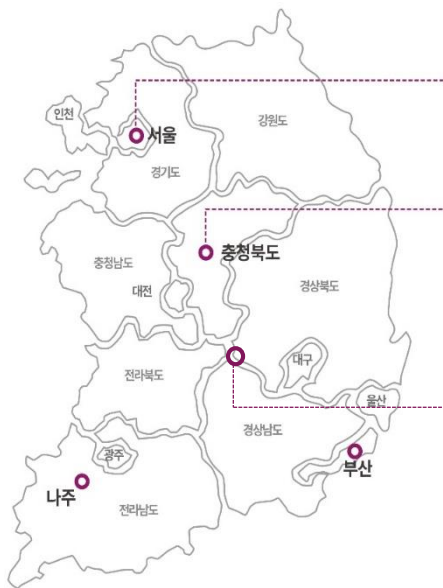 인천
서울
강원도
경기도
충청북도
충청남도
대전
경상북도
대구
전라북도
울산
경상남도
광주
부산
나주
전라남도